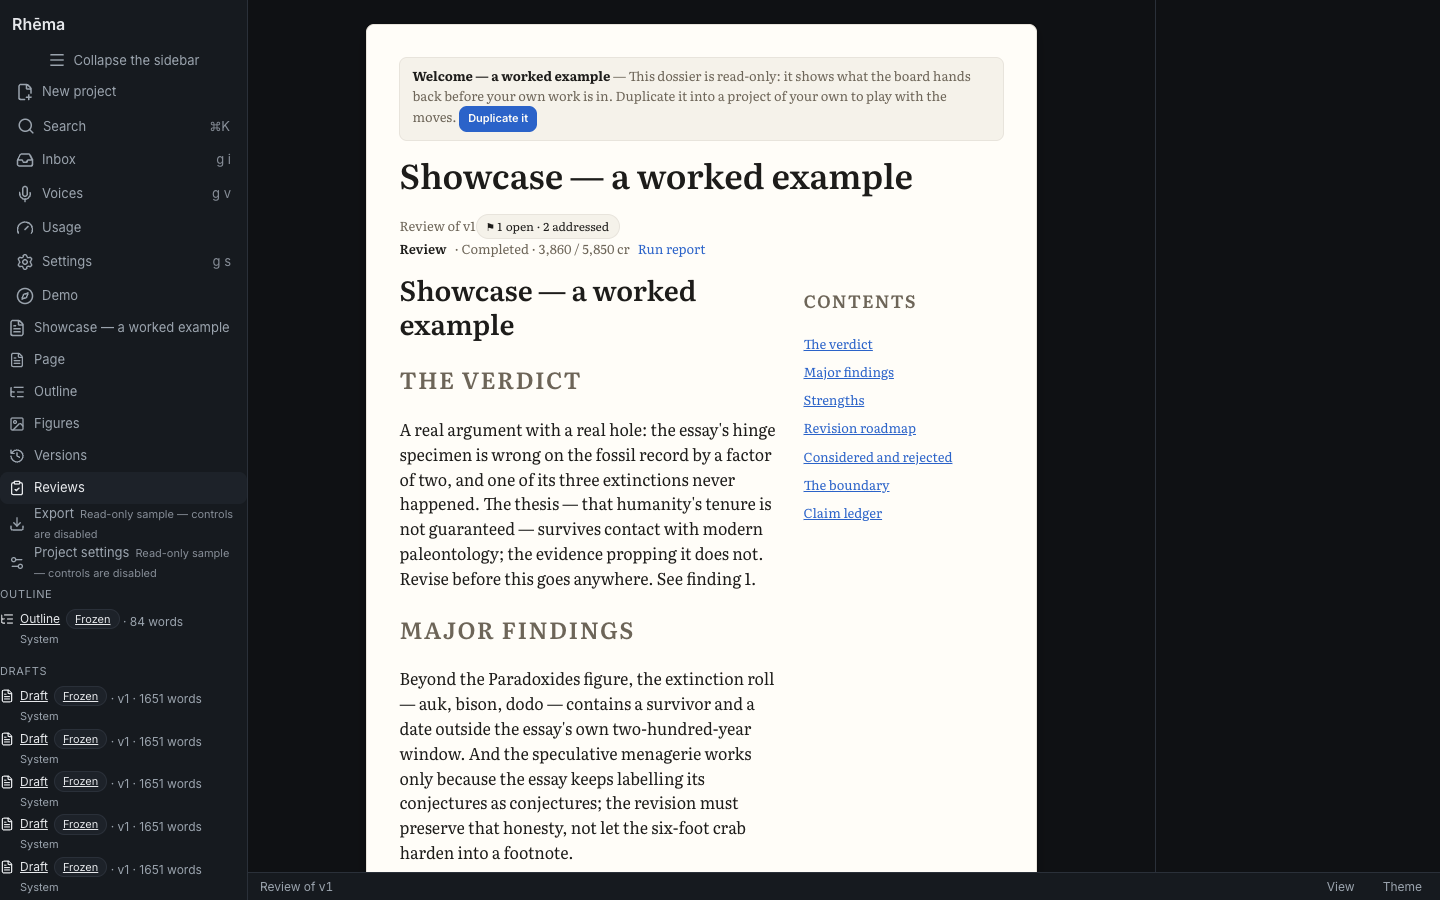 Rhēma
Collapse the sidebar
New project
Search ⌘K
Inbox g i
Voices g v
Usage
Settings g s
Demo
Showcase — a worked example
Page
Outline
Figures
Versions
Reviews
Export Read-only sample — controls
are disabled
Project settings Read-only sample
— controls are disabled
OUTLINE
Outline Frozen · 84 words
System
DRAFTS
Draft Frozen · v1 · 1651 words
System
Draft Frozen · v1 · 1651 words
System
Draft Frozen · v1 · 1651 words
System
Draft Frozen · v1 · 1651 words
System
Draft Frozen · v1 · 1651 words
System
Welcome — a worked example — This dossier is read-only: it shows what the board hands
back before your own work is in. Duplicate it into a project of your own to play with the
moves. Duplicate it
Showcase — a worked example
Review of v1 ⚑ 1 open · 2 addressed
Review · Completed · 3,860 / 5,850 cr Run report
Showcase — a worked
example
THE VERDICT
A real argument with a real hole: the essay's hinge
specimen is wrong on the fossil record by a factor
of two, and one of its three extinctions never
happened. The thesis — that humanity's tenure is
not guaranteed — survives contact with modern
paleontology; the evidence propping it does not.
Revise before this goes anywhere. See finding 1.
MAJOR FINDINGS
Beyond the Paradoxides figure, the extinction roll
— auk, bison, dodo — contains a survivor and a
date outside the essay's own two-hundred-year
window. And the speculative menagerie works
only because the essay keeps labelling its
conjectures as conjectures; the revision must
preserve that honesty, not let the six-foot crab
harden into a footnote.
CONTENTS
The verdict
Major findings
Strengths
Revision roadmap
Considered and rejected
The boundary
Claim ledger
Review of v1
View Theme